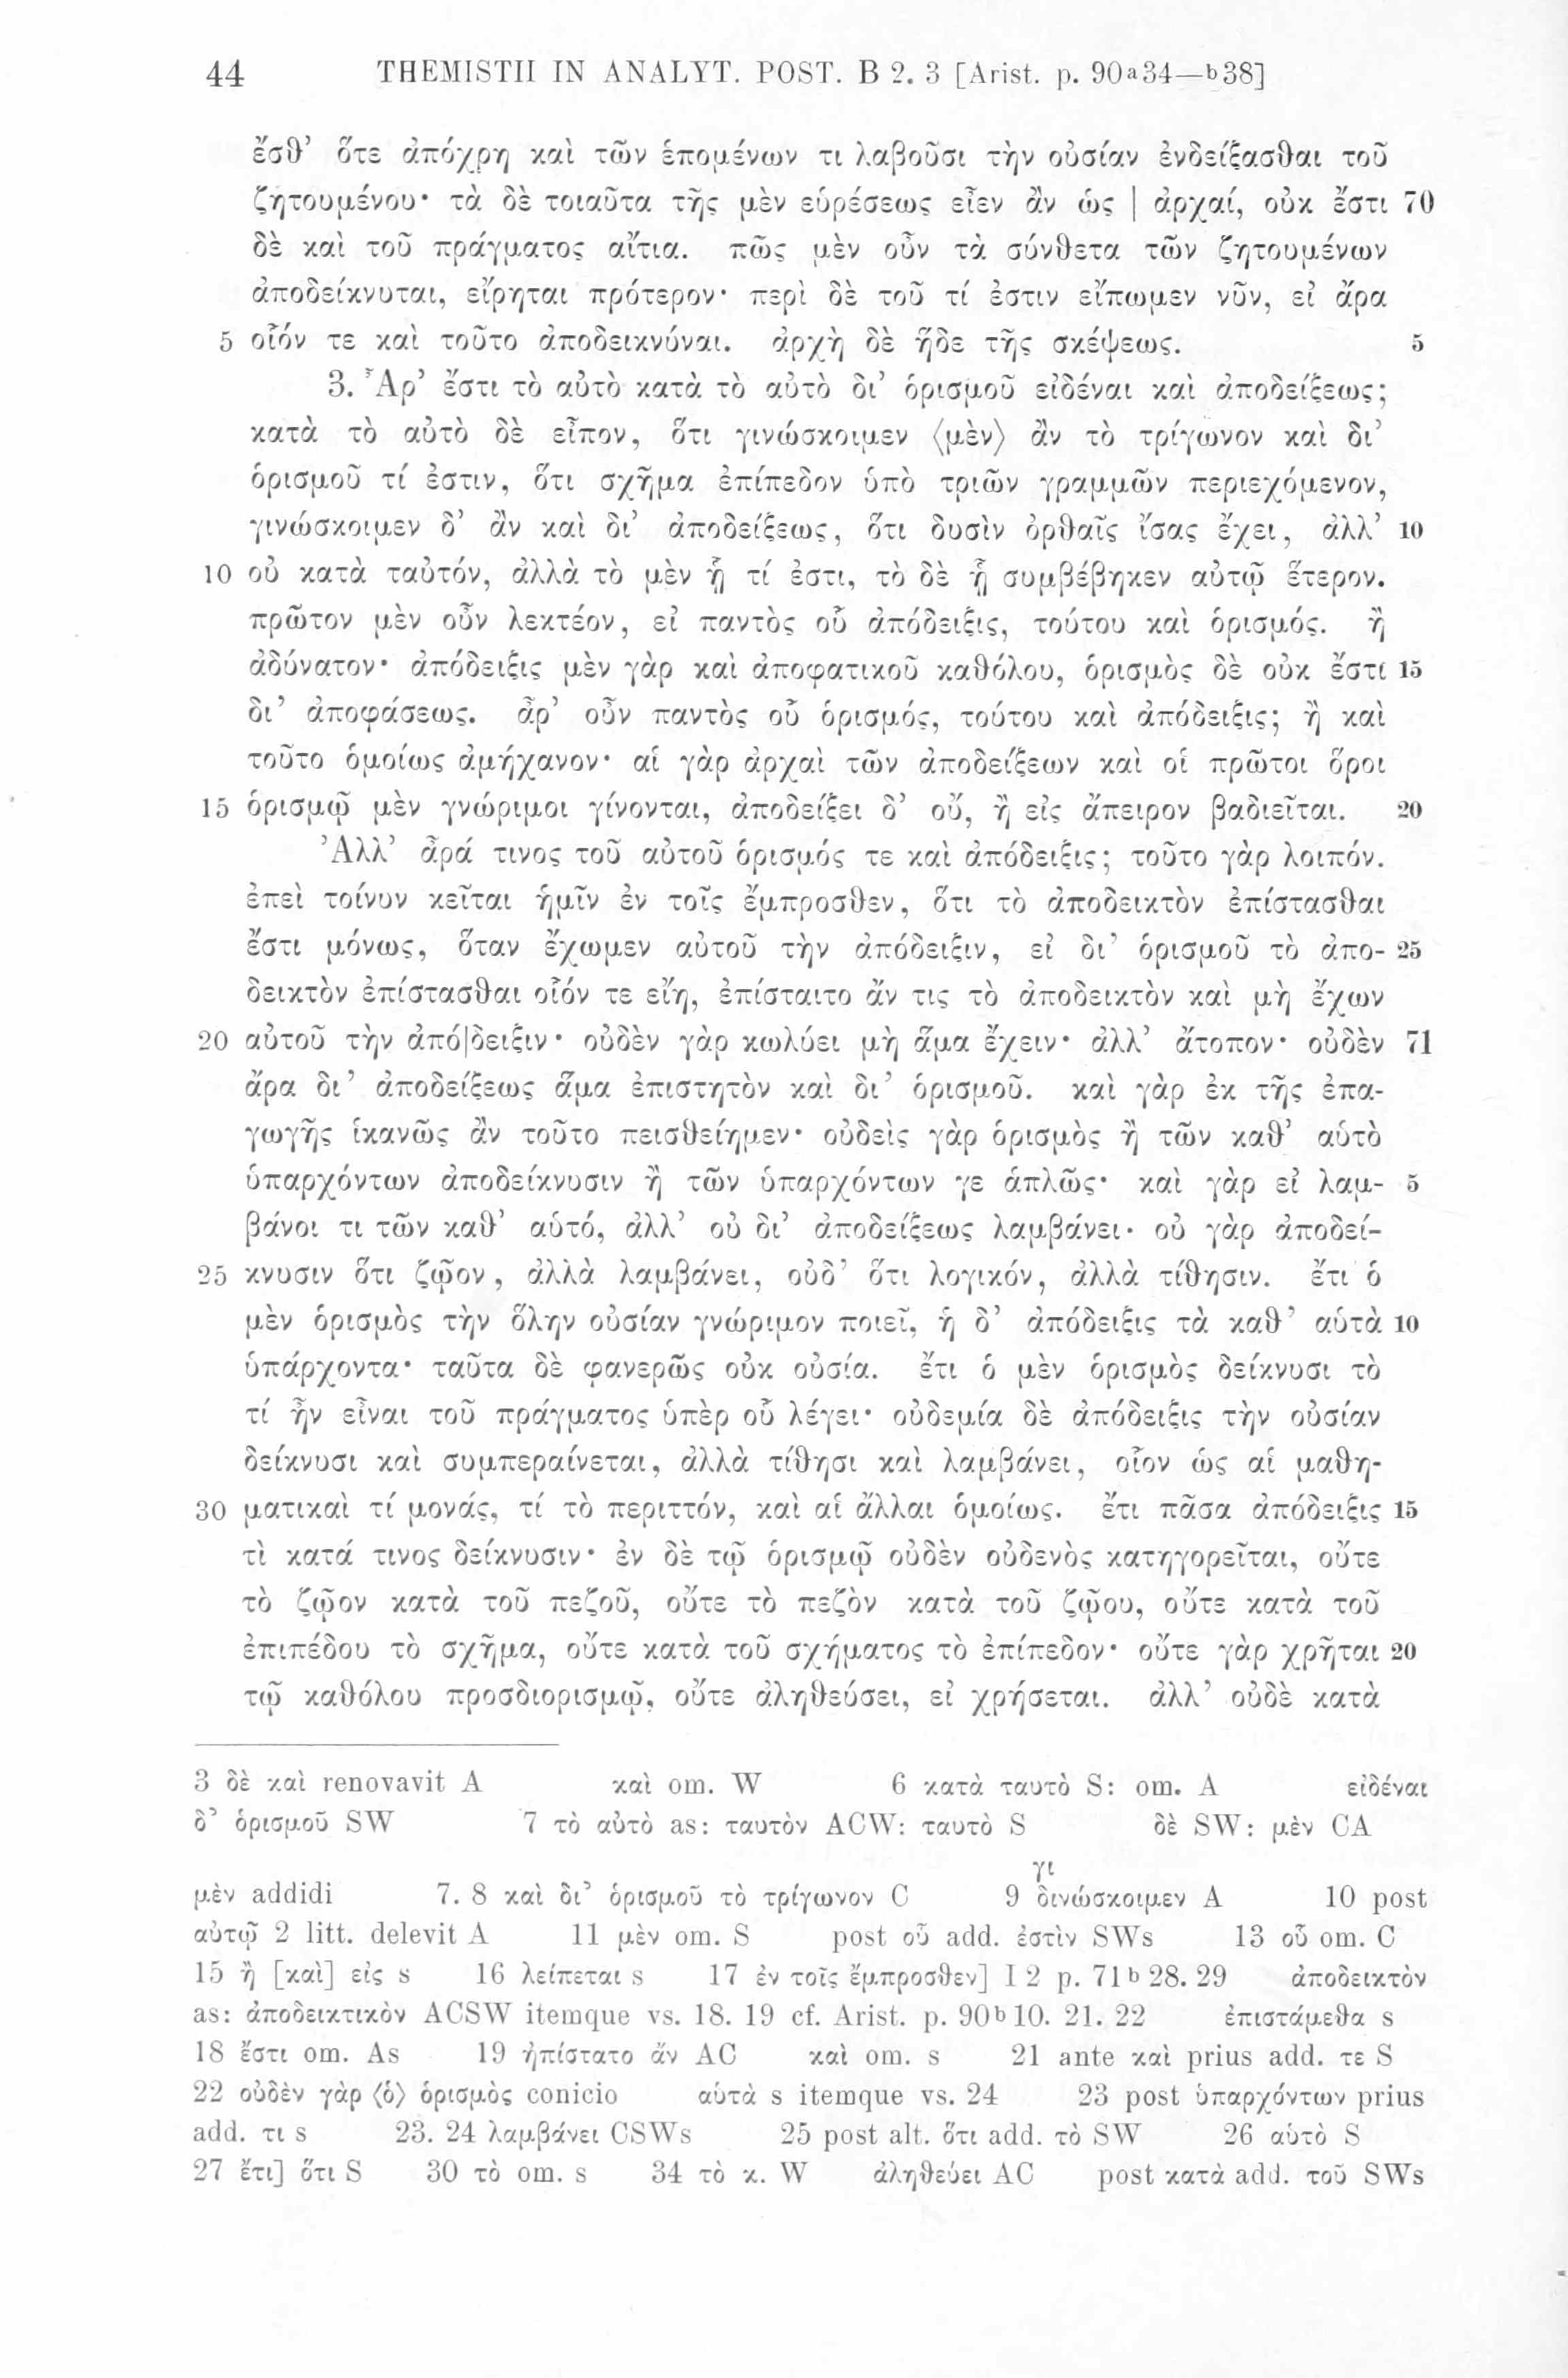 44 THEMISTII IN ANALYT. POST. B 2. 3 [Arist. p. 90a34—b38]
ἔσθ’ ὅτε ἀπόχρη καὶ τῶν ἑπομένων τι λαβοῦσι τὴν οὐσίαν ἐνδείξασθαι τοῦ
ζητουμένου· τὰ δὲ τοιαῦτα τῆς μὲν εὑρέσεως εἶεν ἂν ὡς | ἀρχαί, οὐκ ἔστι 70
δὲ καὶ τοῦ πράγματος αἴτια. πῶς μὲν οὖν τὰ σύνθετα τῶν ζητουμένων
ἀποδείκνυται, εἴρηται πρότερον· περὶ δὲ τοῦ τί ἐστιν εἴπωμεν νῦν, εἰ ἄρα
5 οἷόν τε καὶ τοῦτο ἀποδεικνύναι. ἀρχὴ δὲ ἥδε τῆς σκέψεως. 5
3. Ἆρ’ ἔστι τὸ αὐτὸ κατὰ τὸ αὐτὸ δι’ ὁρισμοῦ εἰδέναι καὶ ἀποδείξεως;
κατὰ τὸ αὐτὸ δὲ εἶπον, ὅτι γινώσκοιμεν ⟨μὲν⟩ ἂν τὸ τρίγωνον καὶ δι’
ὁρισμοῦ τί ἐστιν, ὅτι σχῆμα ἐπίπεδον ὑπὸ τριῶν γραμμῶν περιεχόμενον,
γινώσκοιμεν δ’ ἂν καὶ δι’ ἀποδείξεως, ὅτι δυσὶν ὀρθαῖς ἴσας ἔχει, ἀλλ’ 10
10 οὐ κατὰ ταὐτόν, ἀλλὰ τὸ μὲν ᾗ τί ἐστι, τὸ δὲ ᾗ συμβέβηκεν αὐτῷ ἕτερον.
πρῶτον μὲν οὖν λεκτέον, εἰ παντὸς οὗ ἀπόδειξις, τούτου καὶ ὁρισμός. ἢ
ἀδύνατον· ἀπόδειξις μὲν γὰρ καὶ ἀποφατικοῦ καθόλου, ὁρισμὸς δὲ οὐκ ἔστι 15
δι’ ἀποφάσεως. ἆρ’ οὖν παντὸς οὗ ὁρισμός, τούτου καὶ ἀπόδειξις; ἢ καὶ
τοῦτο ὁμοίως ἀμήχανον· αἱ γὰρ ἀρχαὶ τῶν ἀποδείξεων καὶ οἱ πρῶτοι ὅροι
15 ὁρισμῷ μὲν γνώριμοι γίνονται, ἀποδείξει δ’ οὔ, ἢ εἰς ἄπειρον βαδιεῖται. 20
Ἀλλ’ ἆρά τινος τοῦ αὐτοῦ ὁρισμός τε καὶ ἀπόδειξις; τοῦτο γὰρ λοιπόν.
ἐπεὶ τοίνυν κεῖται ἡμῖν ἐν τοῖς ἔμπροσθεν, ὅτι τὸ ἀποδεικτὸν ἐπίστασθαι
ἔστι μόνως, ὅταν ἔχωμεν αὐτοῦ τὴν ἀπόδειξιν, εἰ δι’ ὁρισμοῦ τὸ ἀπο- 25
δεικτὸν ἐπίστασθαι οἷόν τε εἴη, ἐπίσταιτο ἄν τις τὸ ἀποδεικτὸν καὶ μὴ ἔχων
20 αὐτοῦ τὴν ἀπό|δειξιν· οὐδὲν γὰρ κωλύει μὴ ἅμα ἔχειν· ἀλλ’ ἄτοπον· οὐδὲν 71
ἄρα δι’ ἀποδείξεως ἅμα ἐπιστητὸν καὶ δι’ ὁρισμοῦ. καὶ γὰρ ἐκ τῆς ἐπα-
γωγῆς ἱκανῶς ἂν τοῦτο πεισθείημεν· οὐδεὶς γὰρ ὁρισμὸς ἢ τῶν καθ’ αὑτὸ
ὑπαρχόντων ἀποδείκνυσιν ἢ τῶν ὑπαρχόντων γε ἁπλῶς· καὶ γὰρ εἰ λαμ- 5
βάνοι τι τῶν καθ’ αὑτό, ἀλλ’ οὐ δι’ ἀποδείξεως λαμβάνει· οὐ γὰρ ἀποδεί-
25 κνυσιν ὅτι ζῷον, ἀλλὰ λαμβάνει, οὐδ’ ὅτι λογικόν, ἀλλὰ τίθησιν. ἔτι ὁ
μὲν ὁρισμὸς τὴν ὅλην οὐσίαν γνώριμον ποιεῖ, ἡ δ’ ἀπόδειξις τὰ καθ’ αὑτὰ 10
ὑπάρχοντα· ταῦτα δὲ φανερῶς οὐκ οὐσία. ἔτι ὁ μὲν ὁρισμὸς δείκνυσι τὸ
τί ἦν εἶναι τοῦ πράγματος ὑπὲρ οὗ λέγει· οὐδεμία δὲ ἀπόδειξις τὴν οὐσίαν
δείκνυσι καὶ συμπεραίνεται, ἀλλὰ τίθησι καὶ λαμβάνει, οἷον ὡς αἱ μαθη-
30 ματικαὶ τί μονάς, τί τὸ περιττόν, καὶ αἱ ἄλλαι ὁμοίως. ἔτι πᾶσα ἀπόδειξις 15
τὶ κατά τινος δείκνυσιν· ἐν δὲ τῷ ὁρισμῷ οὐδὲν οὐδενὸς κατηγορεῖται, οὔτε
τὸ ζῷον κατὰ τοῦ πεζοῦ, οὔτε τὸ πεζὸν κατὰ τοῦ ζῴου, οὔτε κατὰ τοῦ
ἐπιπέδου τὸ σχῆμα, οὔτε κατὰ τοῦ σχήματος τὸ ἐπίπεδον· οὔτε γὰρ χρῆται 20
τῷ καθόλου προσδιορισμῷ, οὔτε ἀληθεύσει, εἰ χρήσεται. ἀλλ’ οὐδὲ κατὰ
3 δὲ καὶ renovavit A καὶ om. W 6 κατὰ ταυτὸ S: om. A εἰδέναι
δ’ ὁρισμοῦ SW 7 τὸ αὐτὸ as: ταυτὸν ACW: ταυτὸ S δὲ SW: μὲν CA
γι
μὲν addidi 7. 8 καὶ δι’ ὁρισμοῦ τὸ τρίγωνον C 9 δινώσκοιμεν A 10 post
αὐτῷ 2 litt. delevit A 11 μὲν om. S post οὗ add. ἐστὶν SWs 13 οὗ om. C
15 ἢ [καὶ] εἰς s 16 λείπεται s 17 ἐν τοῖς ἔμπροσθεν] I 2 p. 71b 28. 29 ἀποδεικτὸν
as: ἀποδεικτικὸν ACSW itemque vs. 18. 19 cf. Arist. p. 90b 10. 21. 22 ἐπιστάμεθα s
18 ἔστι om. As 19 ἠπίστατο ἄν AC καὶ om. s 21 ante καὶ prius add. τε S
22 οὐδὲν γὰρ ⟨ὁ⟩ ὁρισμὸς conicio αὑτὰ s itemque vs. 24 23 post ὑπαρχόντων prius
add. τι s 23. 24 λαμβάνει CSWs 25 post alt. ὅτι add. τὸ SW 26 αὑτὸ S
27 ἔτι] ὅτι S 30 τὸ om. s 34 τὸ κ. W ἀληθεύει AC post κατὰ add. τοῦ SWs